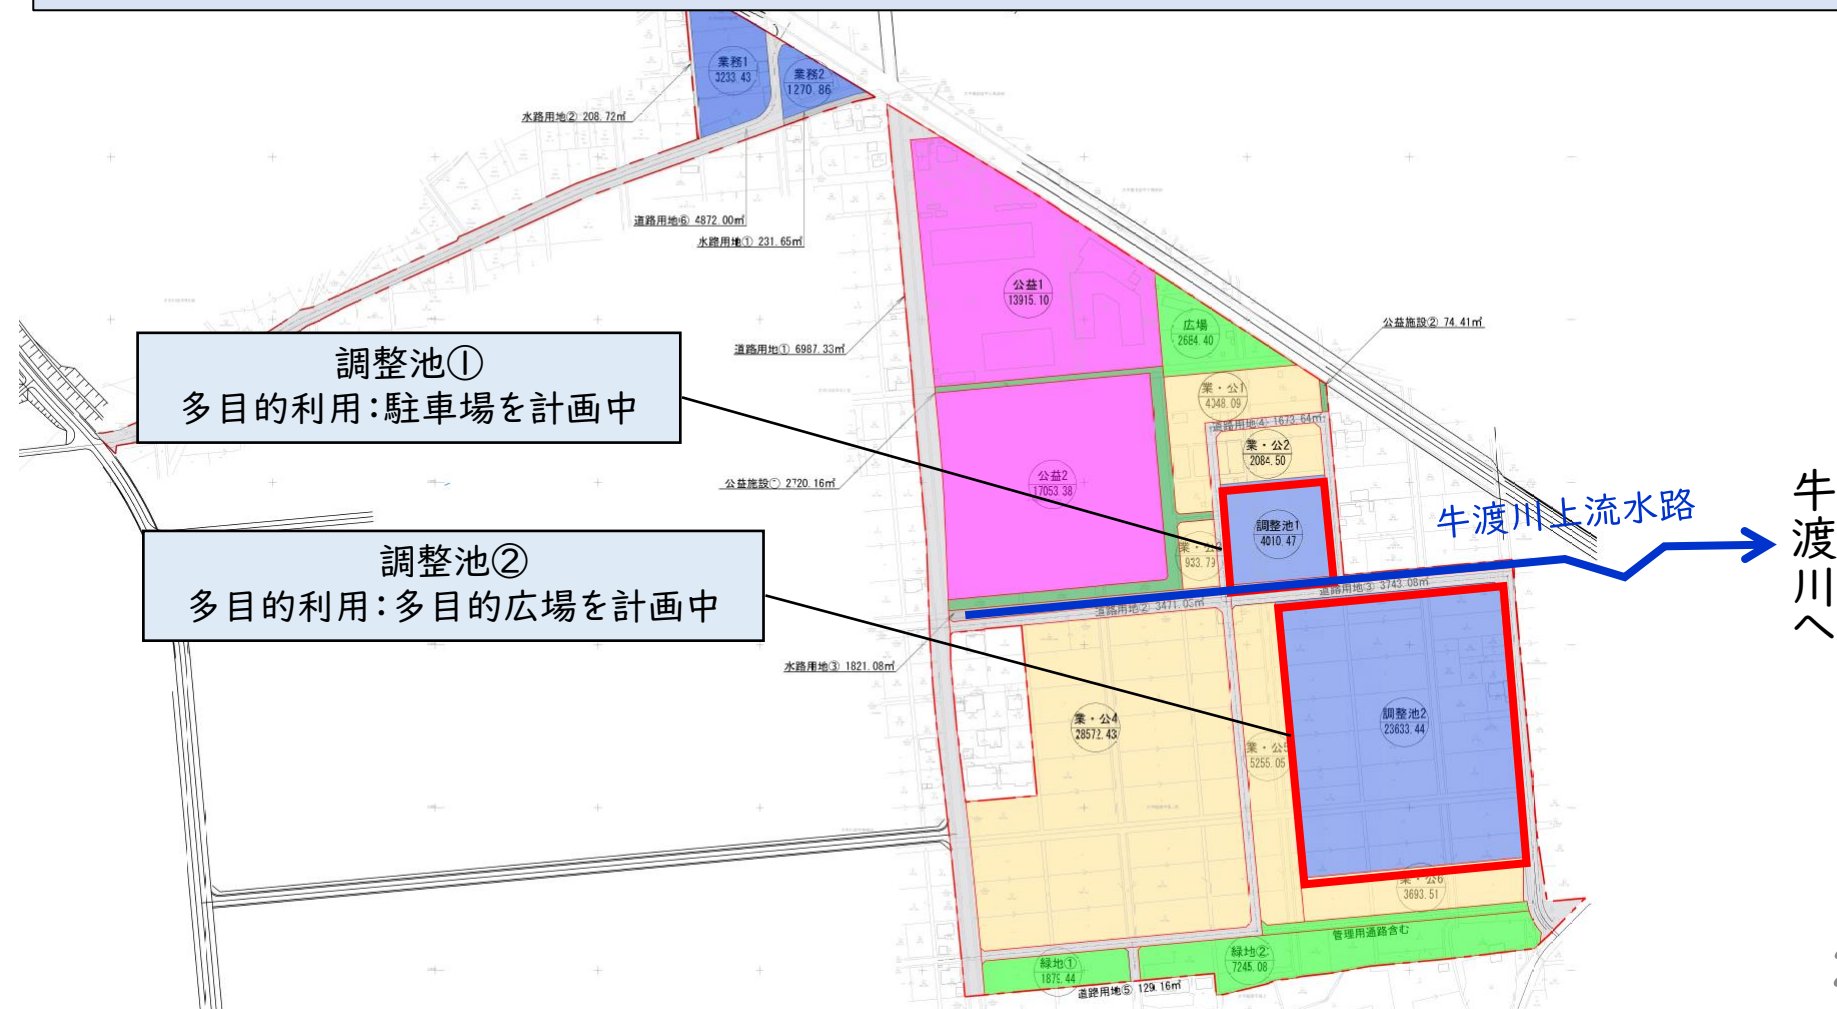 業務1
3233.43
業務2
1270.86
水路用地② 208.72㎡
道路用地⑥ 4872.00㎡
水路用地① 231.65㎡
公益1
13915.10
広場
2684.40
公益施設② 74.41㎡
道路用地① 6987.33㎡
調整池①
多目的利用：駐車場を計画中
業・公1
4348.09
道路用地④ 1673.64㎡
業・公2
2084.50
公益2
17053.38
公益施設① 2720.16㎡
調整池1
4010.47
牛渡川上流水路
牛渡川へ
調整池②
多目的利用：多目的広場を計画中
933.79
道路用地③ 3743.08㎡
道路用地② 3471.03㎡
水路用地③ 1821.08㎡
業・公4
28572.43
調整池2
23633.44
業・公5
5255.05
業・公6
3693.51
管理用通路含む
緑地①
1879.44
緑地②
7245.08
道路用地⑤ 129.16㎡